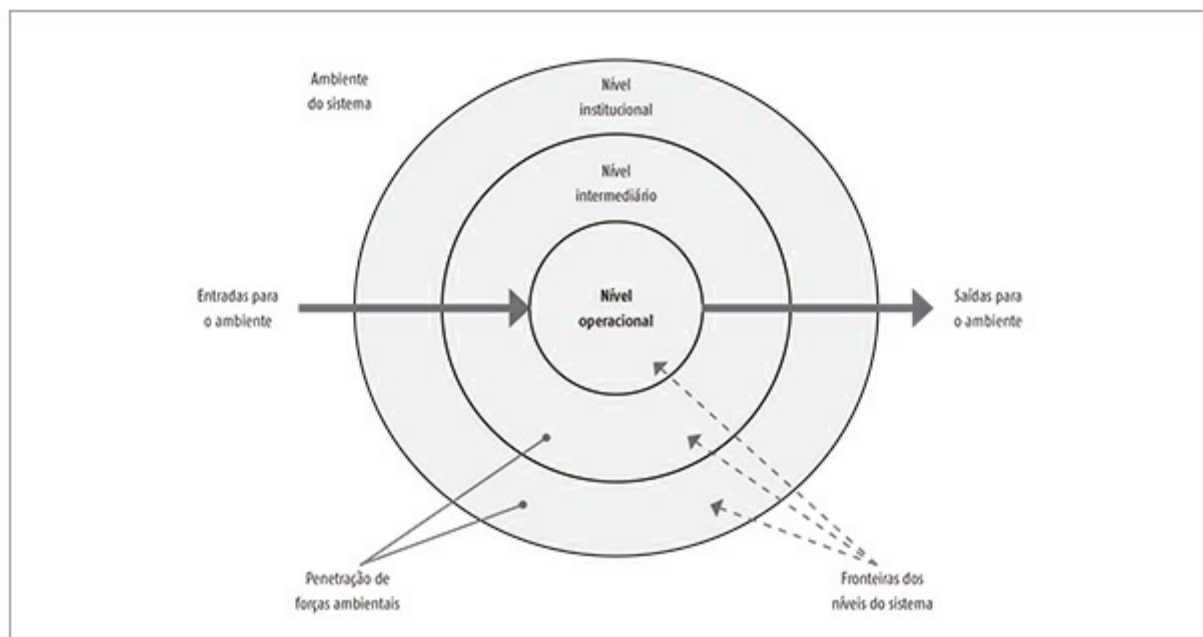 Ambiente
do sistema
Nível
institucional
Nível
intermediário
Entradas para
o ambiente
Nível
operacional
Saídas para
o ambiente
Penetração de
forças ambientais
Fronteiras dos
níveis do sistema